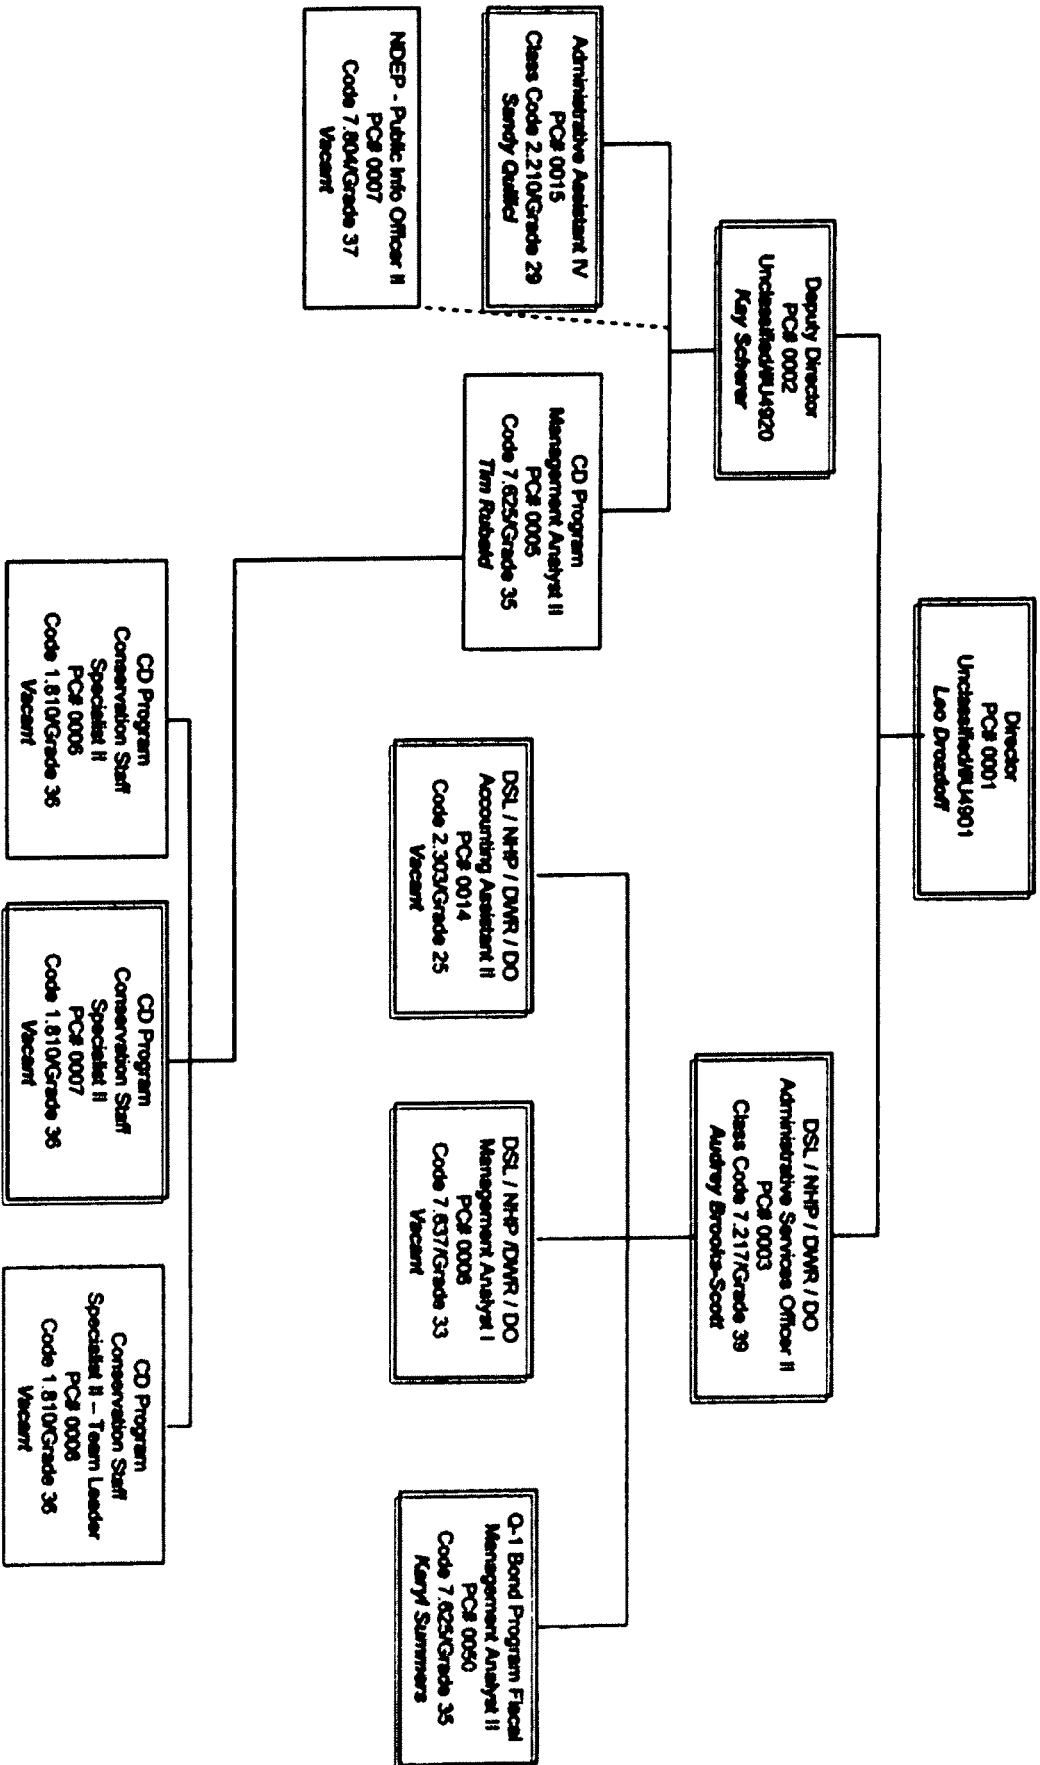 Director
PC# 0001
Unclassified/#U4901
Leo Drozdoff
Deputy Director
PC# 0002
Unclassified/#U4920
Kay Scherer
DSL / NHP / DWR / DO
Administrative Services Officer II
PC# 0003
Class Code 7.217/Grade 39
Audrey Brooks-Scott
Administrative Assistant IV
PC# 0015
Class Code 2.210/Grade 29
Sandy Quilici
NDEP - Public Info Officer II
PC# 0007
Code 7.804/Grade 37
Vacant
CD Program
Management Analyst II
PC# 0005
Code 7.625/Grade 35
Tim Rubald
DSL / NHP / DWR / DO
Accounting Assistant II
PC# 0014
Code 2.303/Grade 25
Vacant
DSL / NHP /DWR / DO
Management Analyst I
PC# 0006
Code 7.637/Grade 33
Vacant
Q-1 Bond Program Fiscal
Management Analyst II
PC# 0050
Code 7.625/Grade 35
Karyl Summers
CD Program
Conservation Staff
Specialist II
PC# 0006
Code 1.810/Grade 36
Vacant
CD Program
Conservation Staff
Specialist II
PC# 0007
Code 1.810/Grade 36
Vacant
CD Program
Conservation Staff
Specialist II – Team Leader
PC# 0008
Code 1.810/Grade 36
Vacant